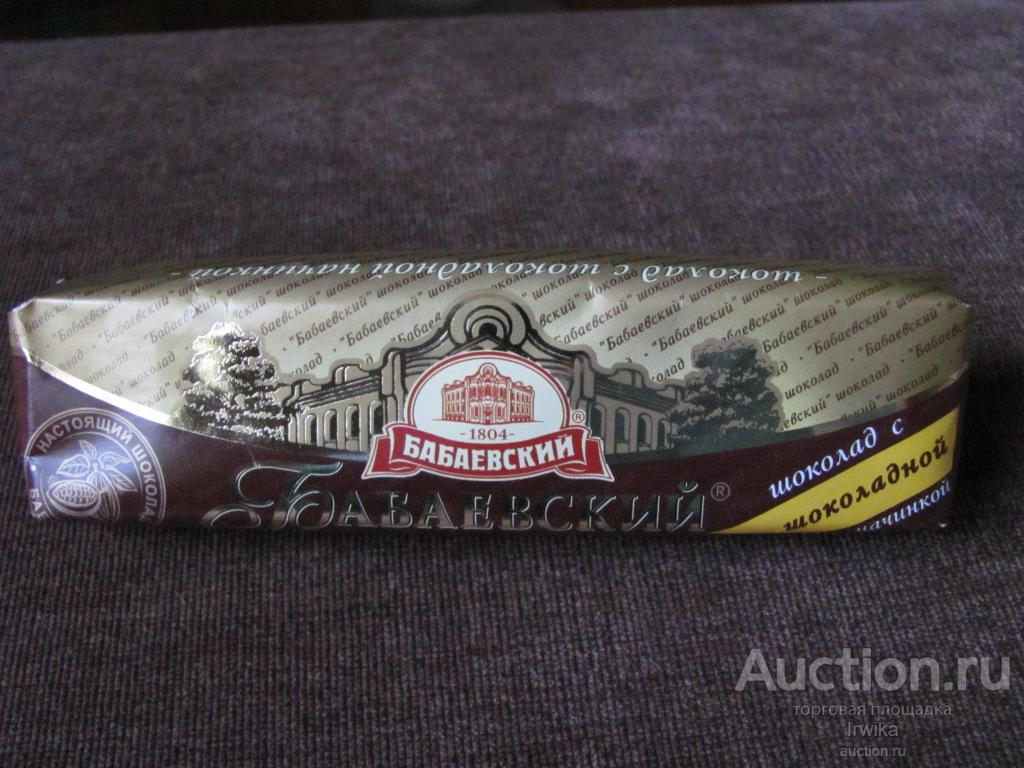 - шоколад с шоколадной начинкой -
"Бабаевский" шоколад · "Бабаевский" шоколад · "Бабаевский" шоколад
- 1804 -
БАБАЕВСКИЙ
®
НАСТОЯЩИЙ ШОКОЛАД
БАБАЕВСКИЙ®
шоколад с
шоколадной
начинкой
Auction.ru
торговая площадка
Irwika
auction.ru